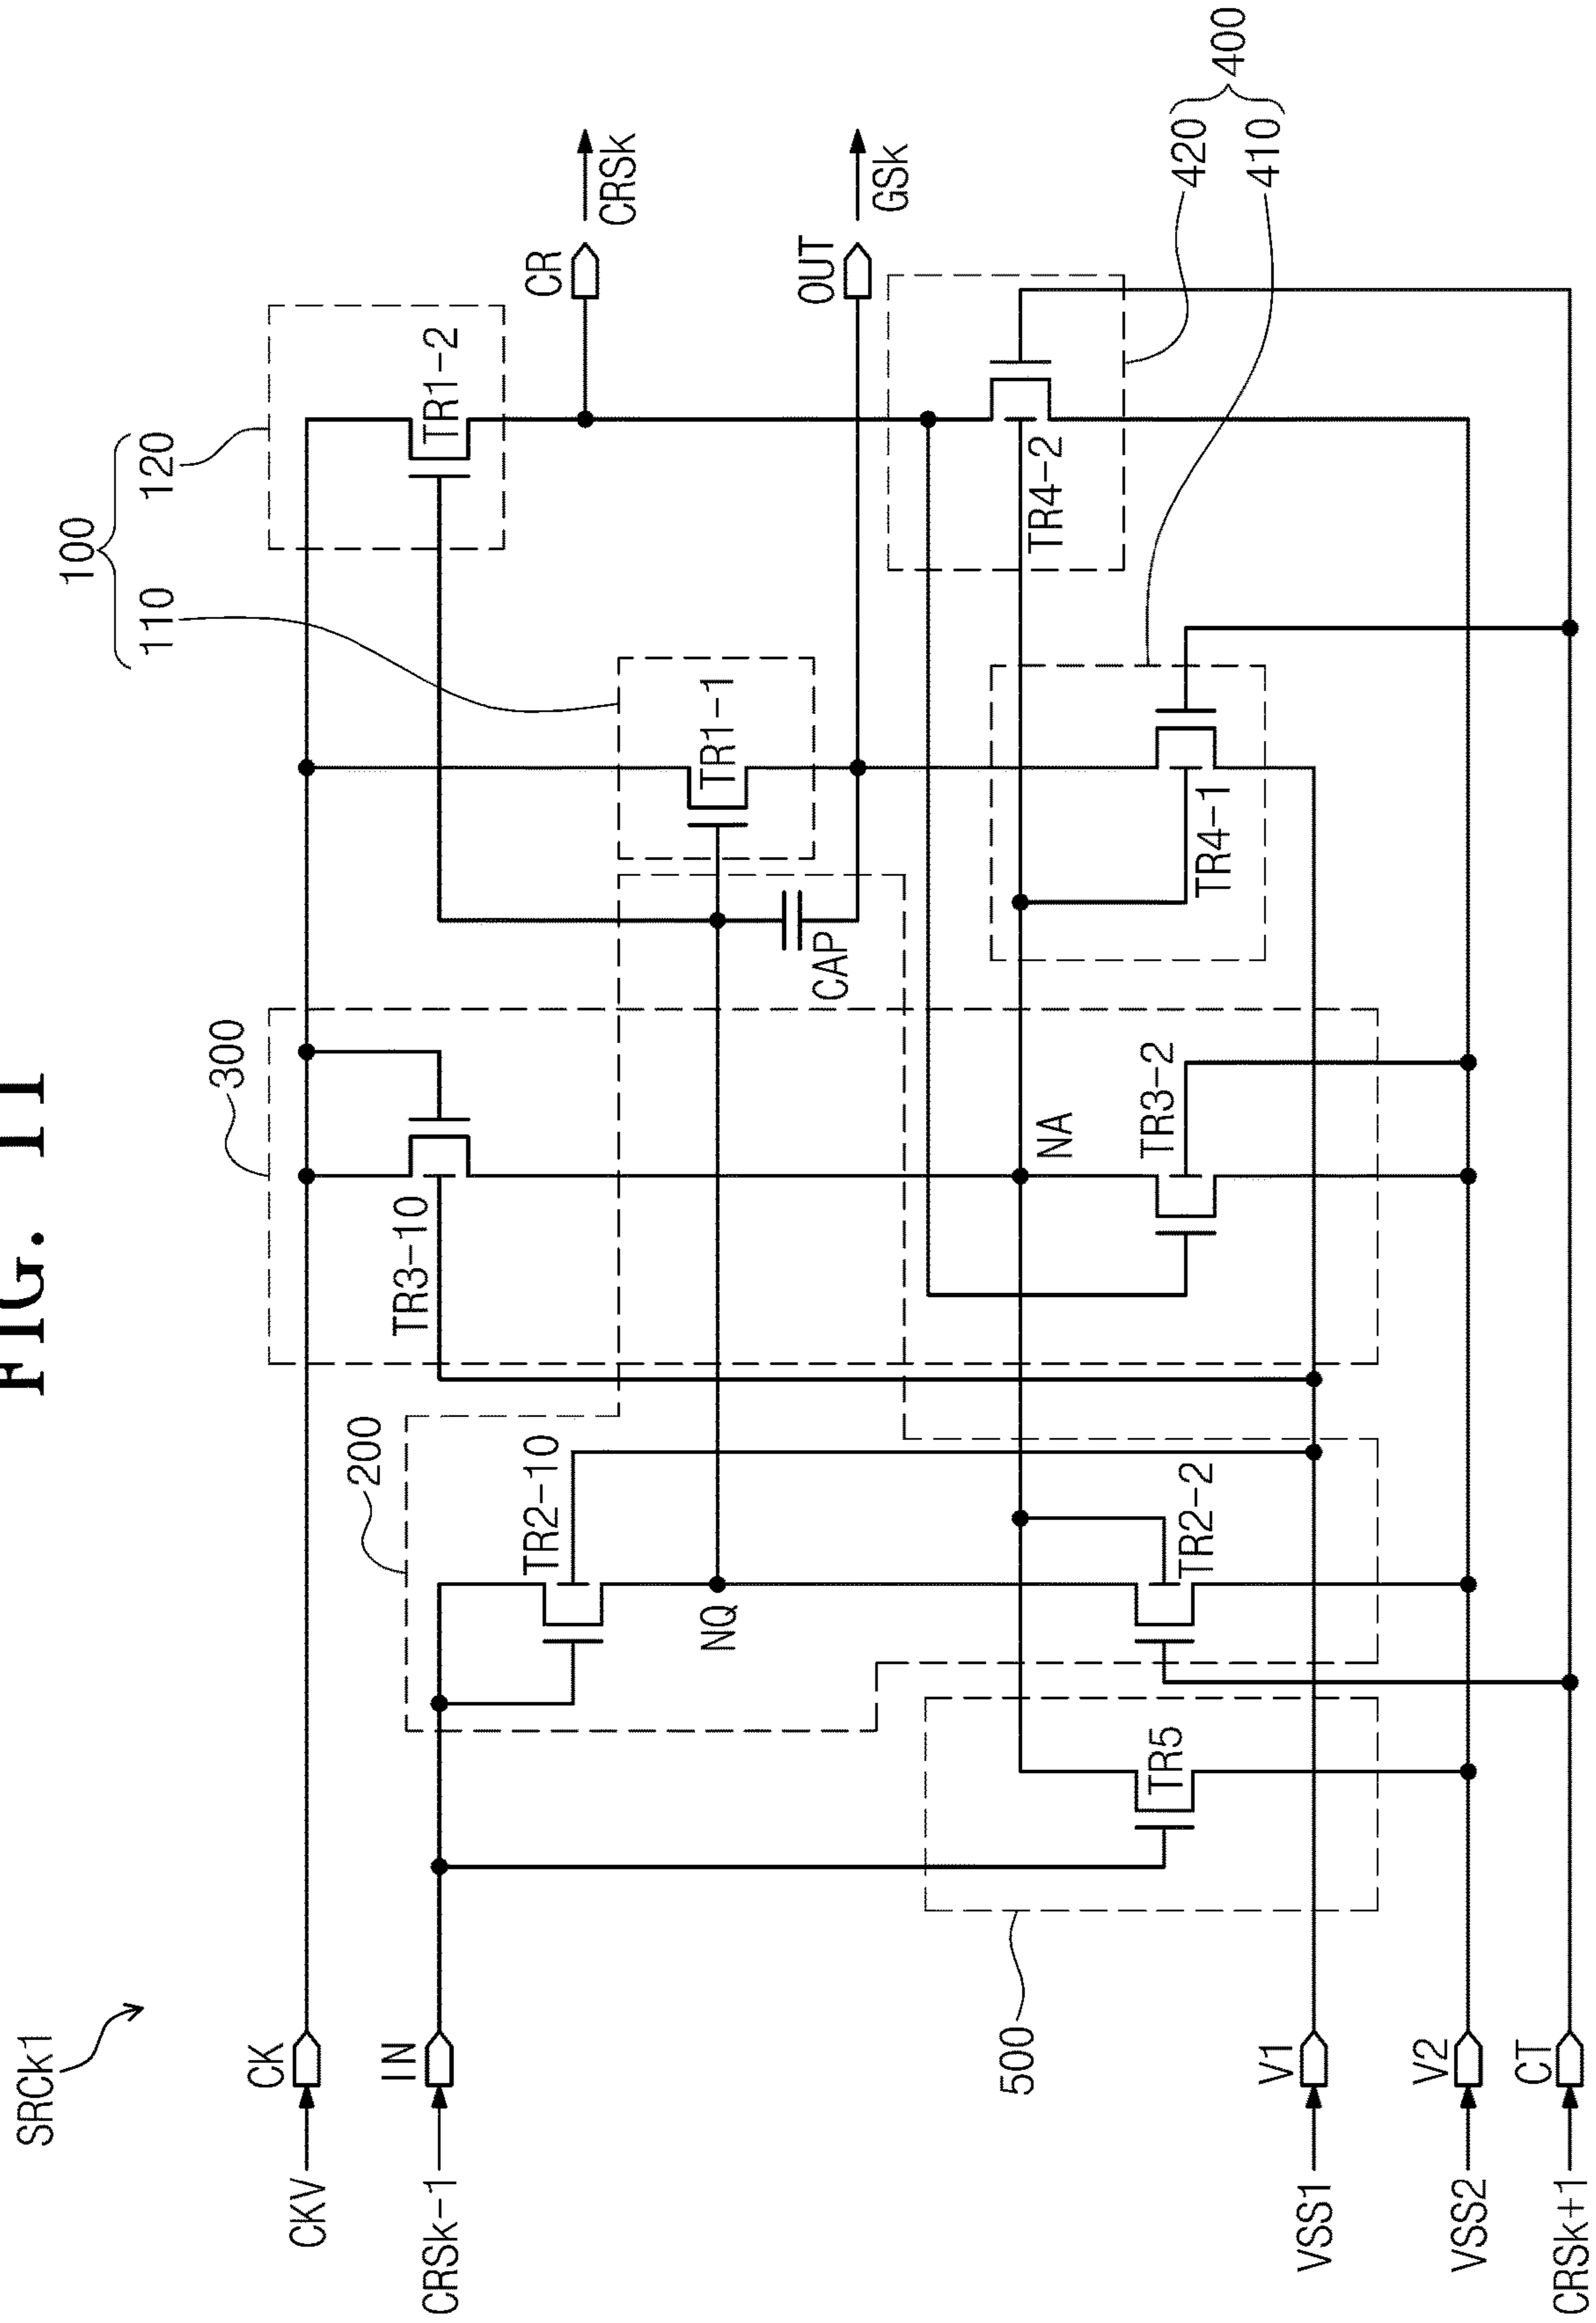 FIG. 11
SRCk1
100
110
120
300
200
CK
CKV
IN
CRSk-1
TR1-2
CR
CRSk
TR3-10
TR2-10
TR1-1
NQ
CAP
OUT
GSk
NA
TR4-2
TR5
TR2-2
TR3-2
TR4-1
420
410
400
500
V1
VSS1
V2
VSS2
CT
CRSk+1